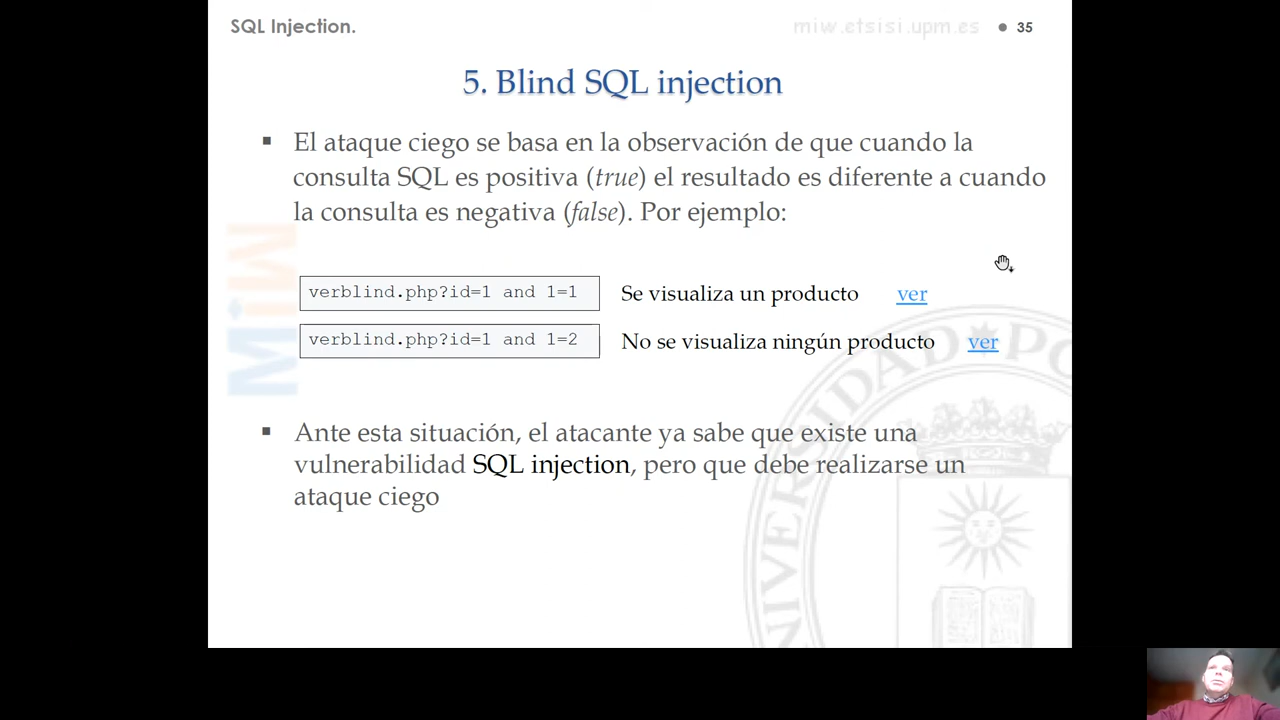 SQL Injection.
miw.etsisi.upm.es
35
5. Blind SQL injection
▪ El ataque ciego se basa en la observación de que cuando la
consulta SQL es positiva (true) el resultado es diferente a cuando
la consulta es negativa (false). Por ejemplo:
verblind.php?id=1 and 1=1
Se visualiza un producto
ver
verblind.php?id=1 and 1=2
No se visualiza ningún producto
ver
▪ Ante esta situación, el atacante ya sabe que existe una
vulnerabilidad SQL injection, pero que debe realizarse un
ataque ciego
MiW
UNIVERSIDAD PO